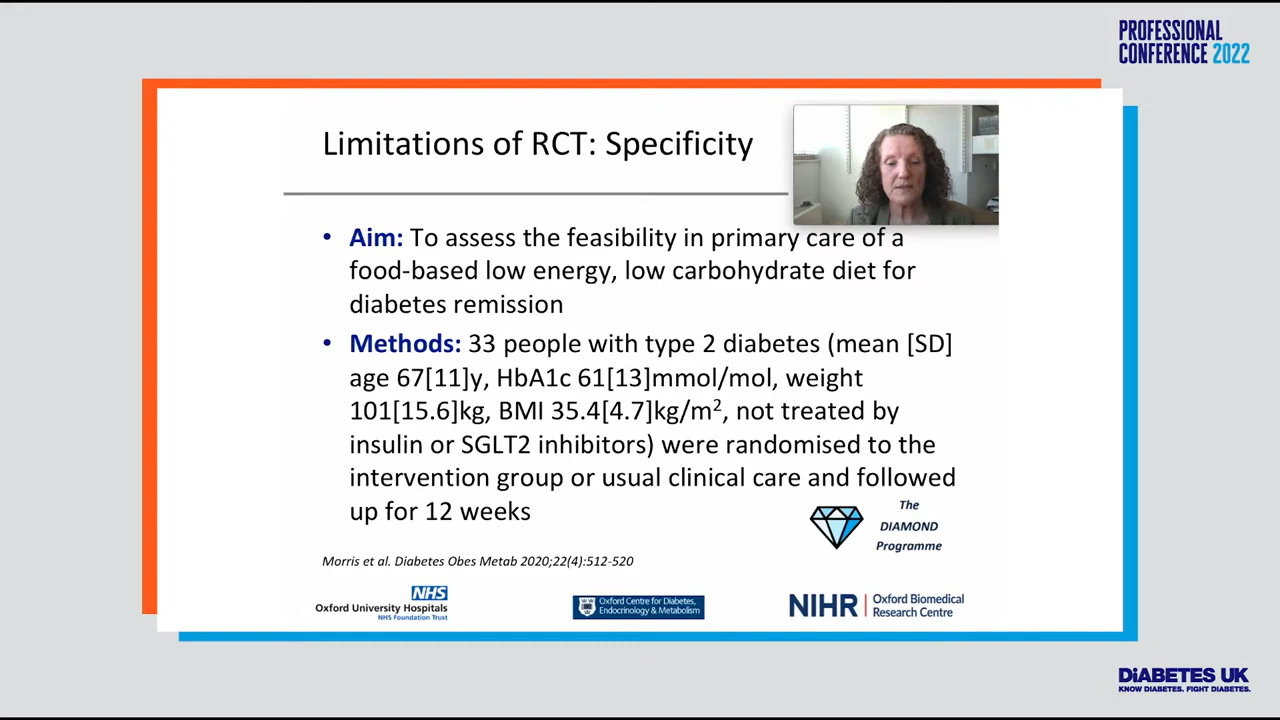 PROFESSIONAL
CONFERENCE 2022
Limitations of RCT: Specificity
• Aim: To assess the feasibility in primary care of a
food-based low energy, low carbohydrate diet for
diabetes remission
• Methods: 33 people with type 2 diabetes (mean [SD]
age 67[11]y, HbA1c 61[13]mmol/mol, weight
101[15.6]kg, BMI 35.4[4.7]kg/m², not treated by
insulin or SGLT2 inhibitors) were randomised to the
intervention group or usual clinical care and followed
up for 12 weeks
The
DIAMOND
Programme
Morris et al. Diabetes Obes Metab 2020;22(4):512-520
NHS
Oxford University Hospitals
NHS Foundation Trust
Oxford Centre for Diabetes,
Endocrinology & Metabolism
NIHR | Oxford Biomedical
Research Centre
DiABETES UK
KNOW DIABETES. FIGHT DIABETES.